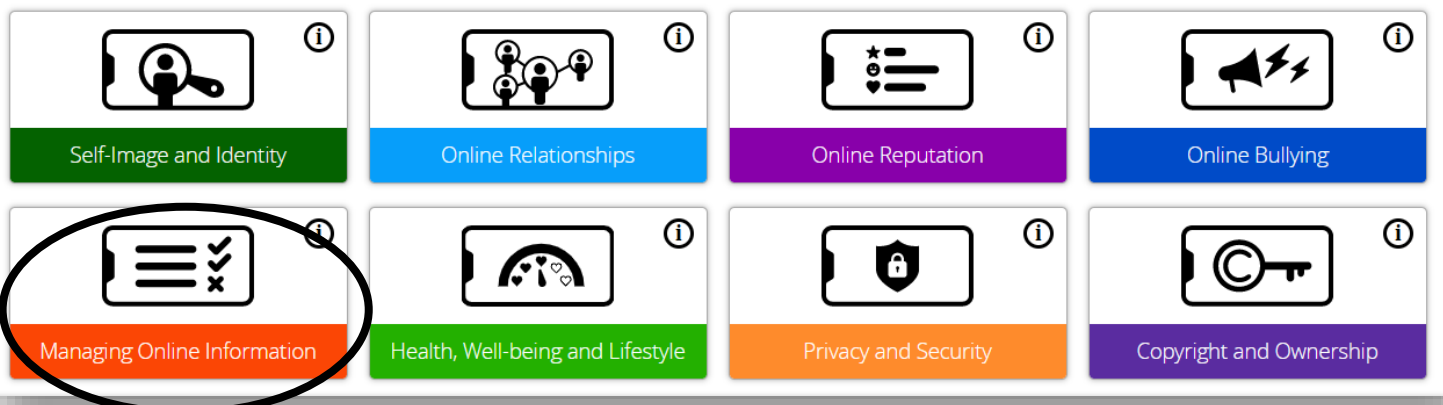 i
i
i
i
Self-Image and Identity
Online Relationships
Online Reputation
Online Bullying
i
i
i
i
C
Managing Online Information
Health, Well-being and Lifestyle
Privacy and Security
Copyright and Ownership